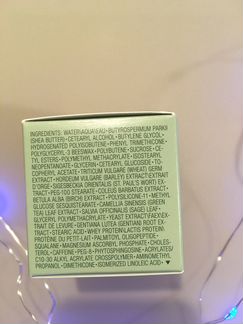 INGREDIENTS: WATER\AQUA\EAU • BUTYROSPERMUM PARKII
(SHEA BUTTER) • CETEARYL ALCOHOL • BUTYLENE GLYCOL •
HYDROGENATED POLYISOBUTENE • PHENYL TRIMETHICONE •
POLYGLYCERYL-3 BEESWAX • POLYBUTENE • SUCROSE • CE-
TYL ESTERS • POLYMETHYL METHACRYLATE • ISOSTEARYL
NEOPENTANOATE • GLYCERIN • CETEARYL GLUCOSIDE • TO-
COPHERYL ACETATE • TRITICUM VULGARE (WHEAT) GERM
EXTRACT • HORDEUM VULGARE (BARLEY) EXTRACT\EXTRAIT
D'ORGE • SIGESBECKIA ORIENTALIS (ST. PAUL'S WORT) EX-
TRACT • PEG-100 STEARATE • COLEUS BARBATUS EXTRACT •
BETULA ALBA (BIRCH) EXTRACT • POLYSILICONE-11 • METHYL
GLUCOSE SESQUISTEARATE • CAMELLIA SINENSIS (GREEN
TEA) LEAF EXTRACT • SALVIA OFFICINALIS (SAGE) LEAF •
GLYCERYL POLYMETHACRYLATE • YEAST EXTRACT\FAEX\EX-
TRAIT DE LEVURE • GENTIANA LUTEA (GENTIAN) ROOT EX-
TRACT • STEARIC ACID • WHEY PROTEIN\LACTIS PROTEIN\
PROTÉINE DU PETIT-LAIT • PALMITOYL OLIGOPEPTIDE •
SQUALANE • MAGNESIUM ASCORBYL PHOSPHATE • CHOLES-
TEROL • CAFFEINE • PEG-8 • PHYTOSPHINGOSINE • ACRYLATES/
C10-30 ALKYL ACRYLATE CROSSPOLYMER • AMINOMETHYL
PROPANOL • DIMETHICONE • ISOMERIZED LINOLEIC ACID •